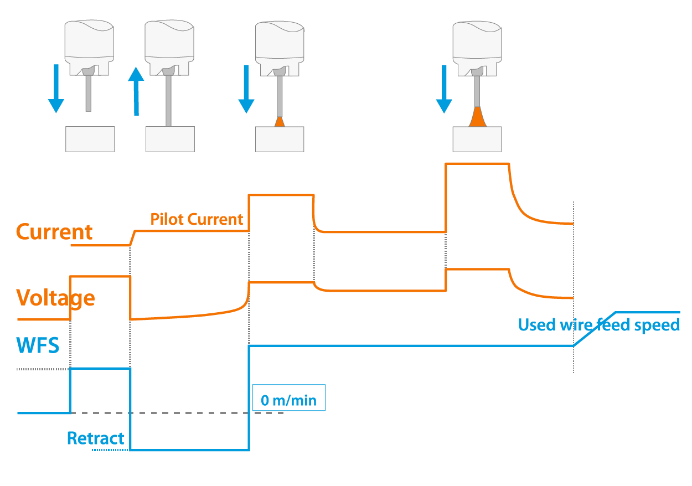 Pilot Current
Current
Voltage
Used wire feed speed
WFS
0 m/min
Retract